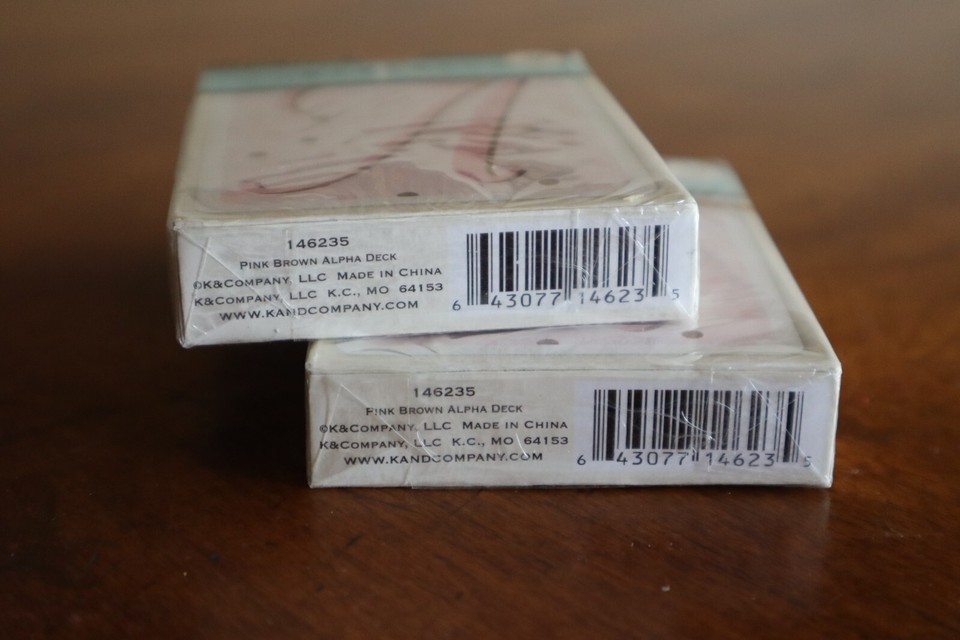 146235
PINK BROWN ALPHA DECK
©K&COMPANY, LLC MADE IN CHINA
K&COMPANY, LLC K.C., MO 64153
WWW.KANDCOMPANY.COM
6 43077 14623 5
146235
PINK BROWN ALPHA DECK
©K&COMPANY, LLC MADE IN CHINA
K&COMPANY, LLC K.C., MO 64153
WWW.KANDCOMPANY.COM
6 43077 14623 5